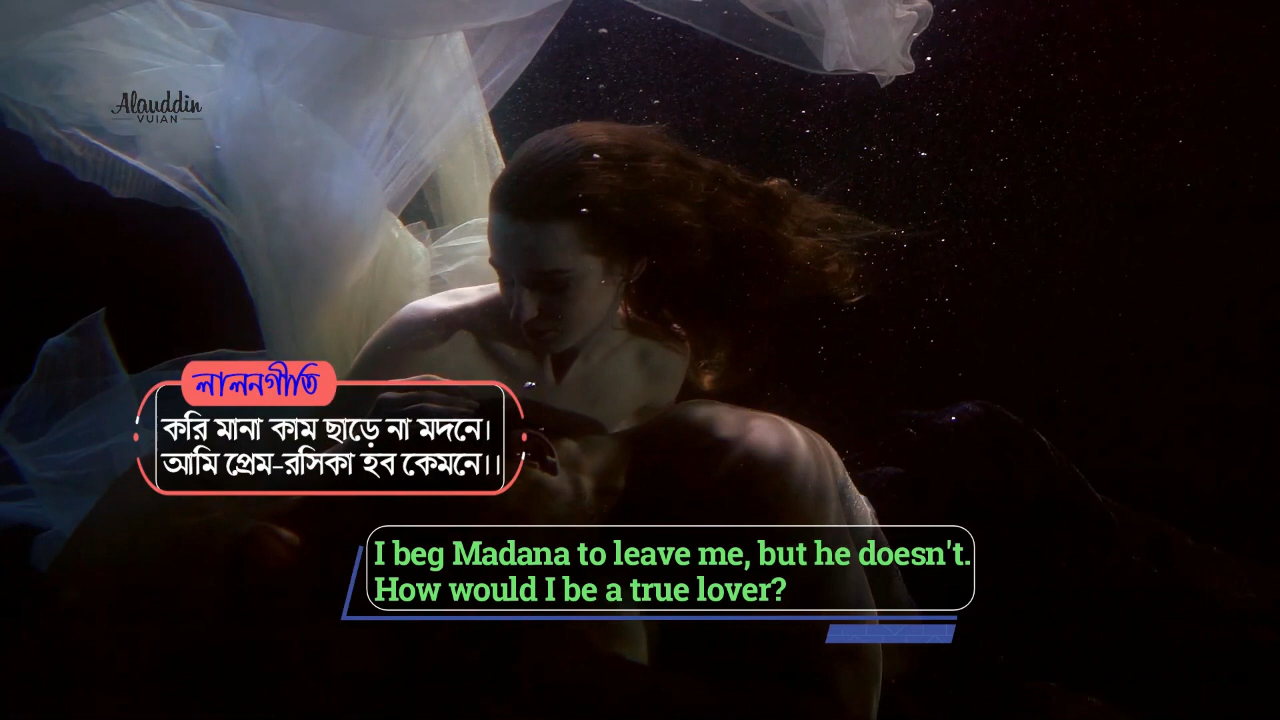 Alauddin
VUIAN
লালনগীতি
করি মানা কাম ছাড়ে না মদনে।
আমি প্রেম-রসিকা হব কেমনে।।
I beg Madana to leave me, but he doesn't.
How would I be a true lover?